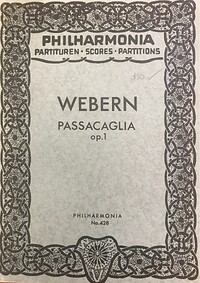 PHILHARMONIA
PARTITUREN • SCORES • PARTITIONS
WEBERN
PASSACAGLIA
op.1
PHILHARMONIA
No.428